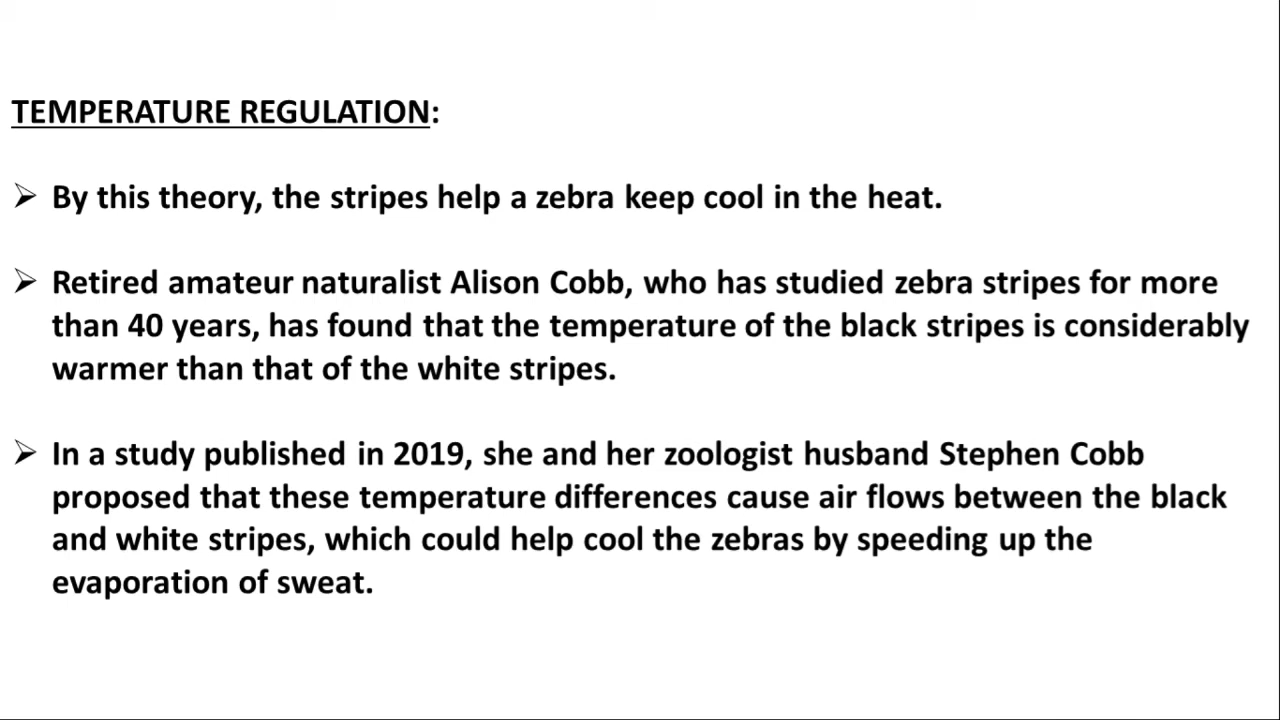 TEMPERATURE REGULATION:
➢ By this theory, the stripes help a zebra keep cool in the heat.
➢ Retired amateur naturalist Alison Cobb, who has studied zebra stripes for more
than 40 years, has found that the temperature of the black stripes is considerably
warmer than that of the white stripes.
➢ In a study published in 2019, she and her zoologist husband Stephen Cobb
proposed that these temperature differences cause air flows between the black
and white stripes, which could help cool the zebras by speeding up the
evaporation of sweat.